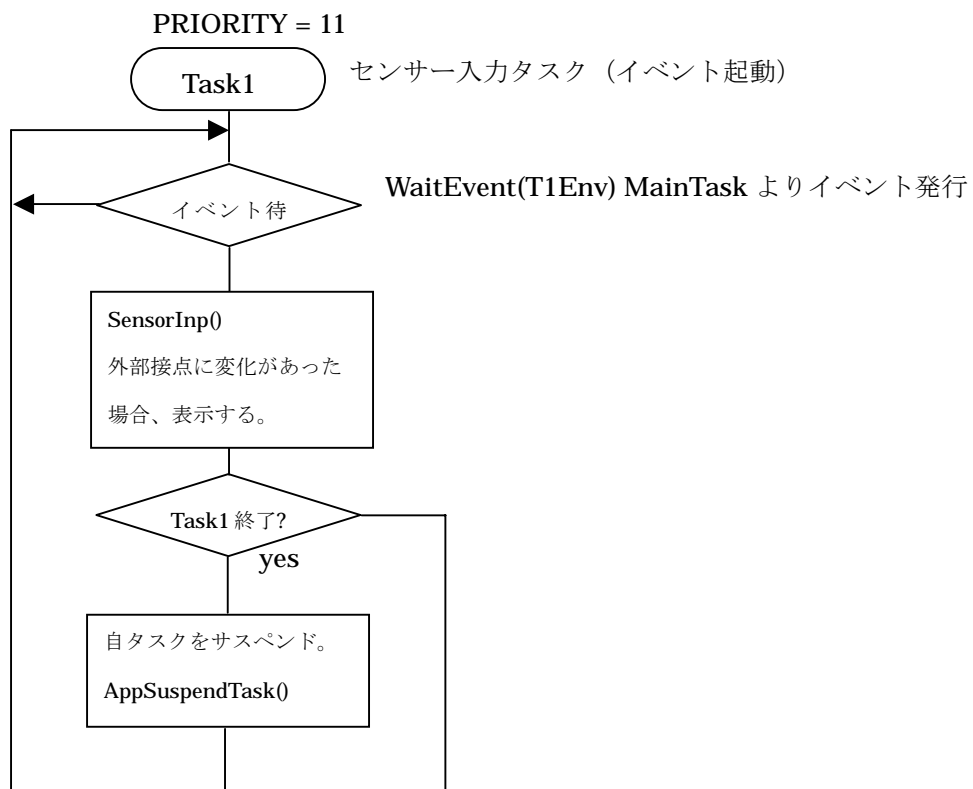 PRIORITY = 11
Task1
センサー入力タスク（イベント起動）
イベント待
WaitEvent(T1Env) MainTask よりイベント発行
SensorInp()
外部接点に変化があった
場合、表示する。
Task1 終了?
yes
自タスクをサスペンド。
AppSuspendTask()